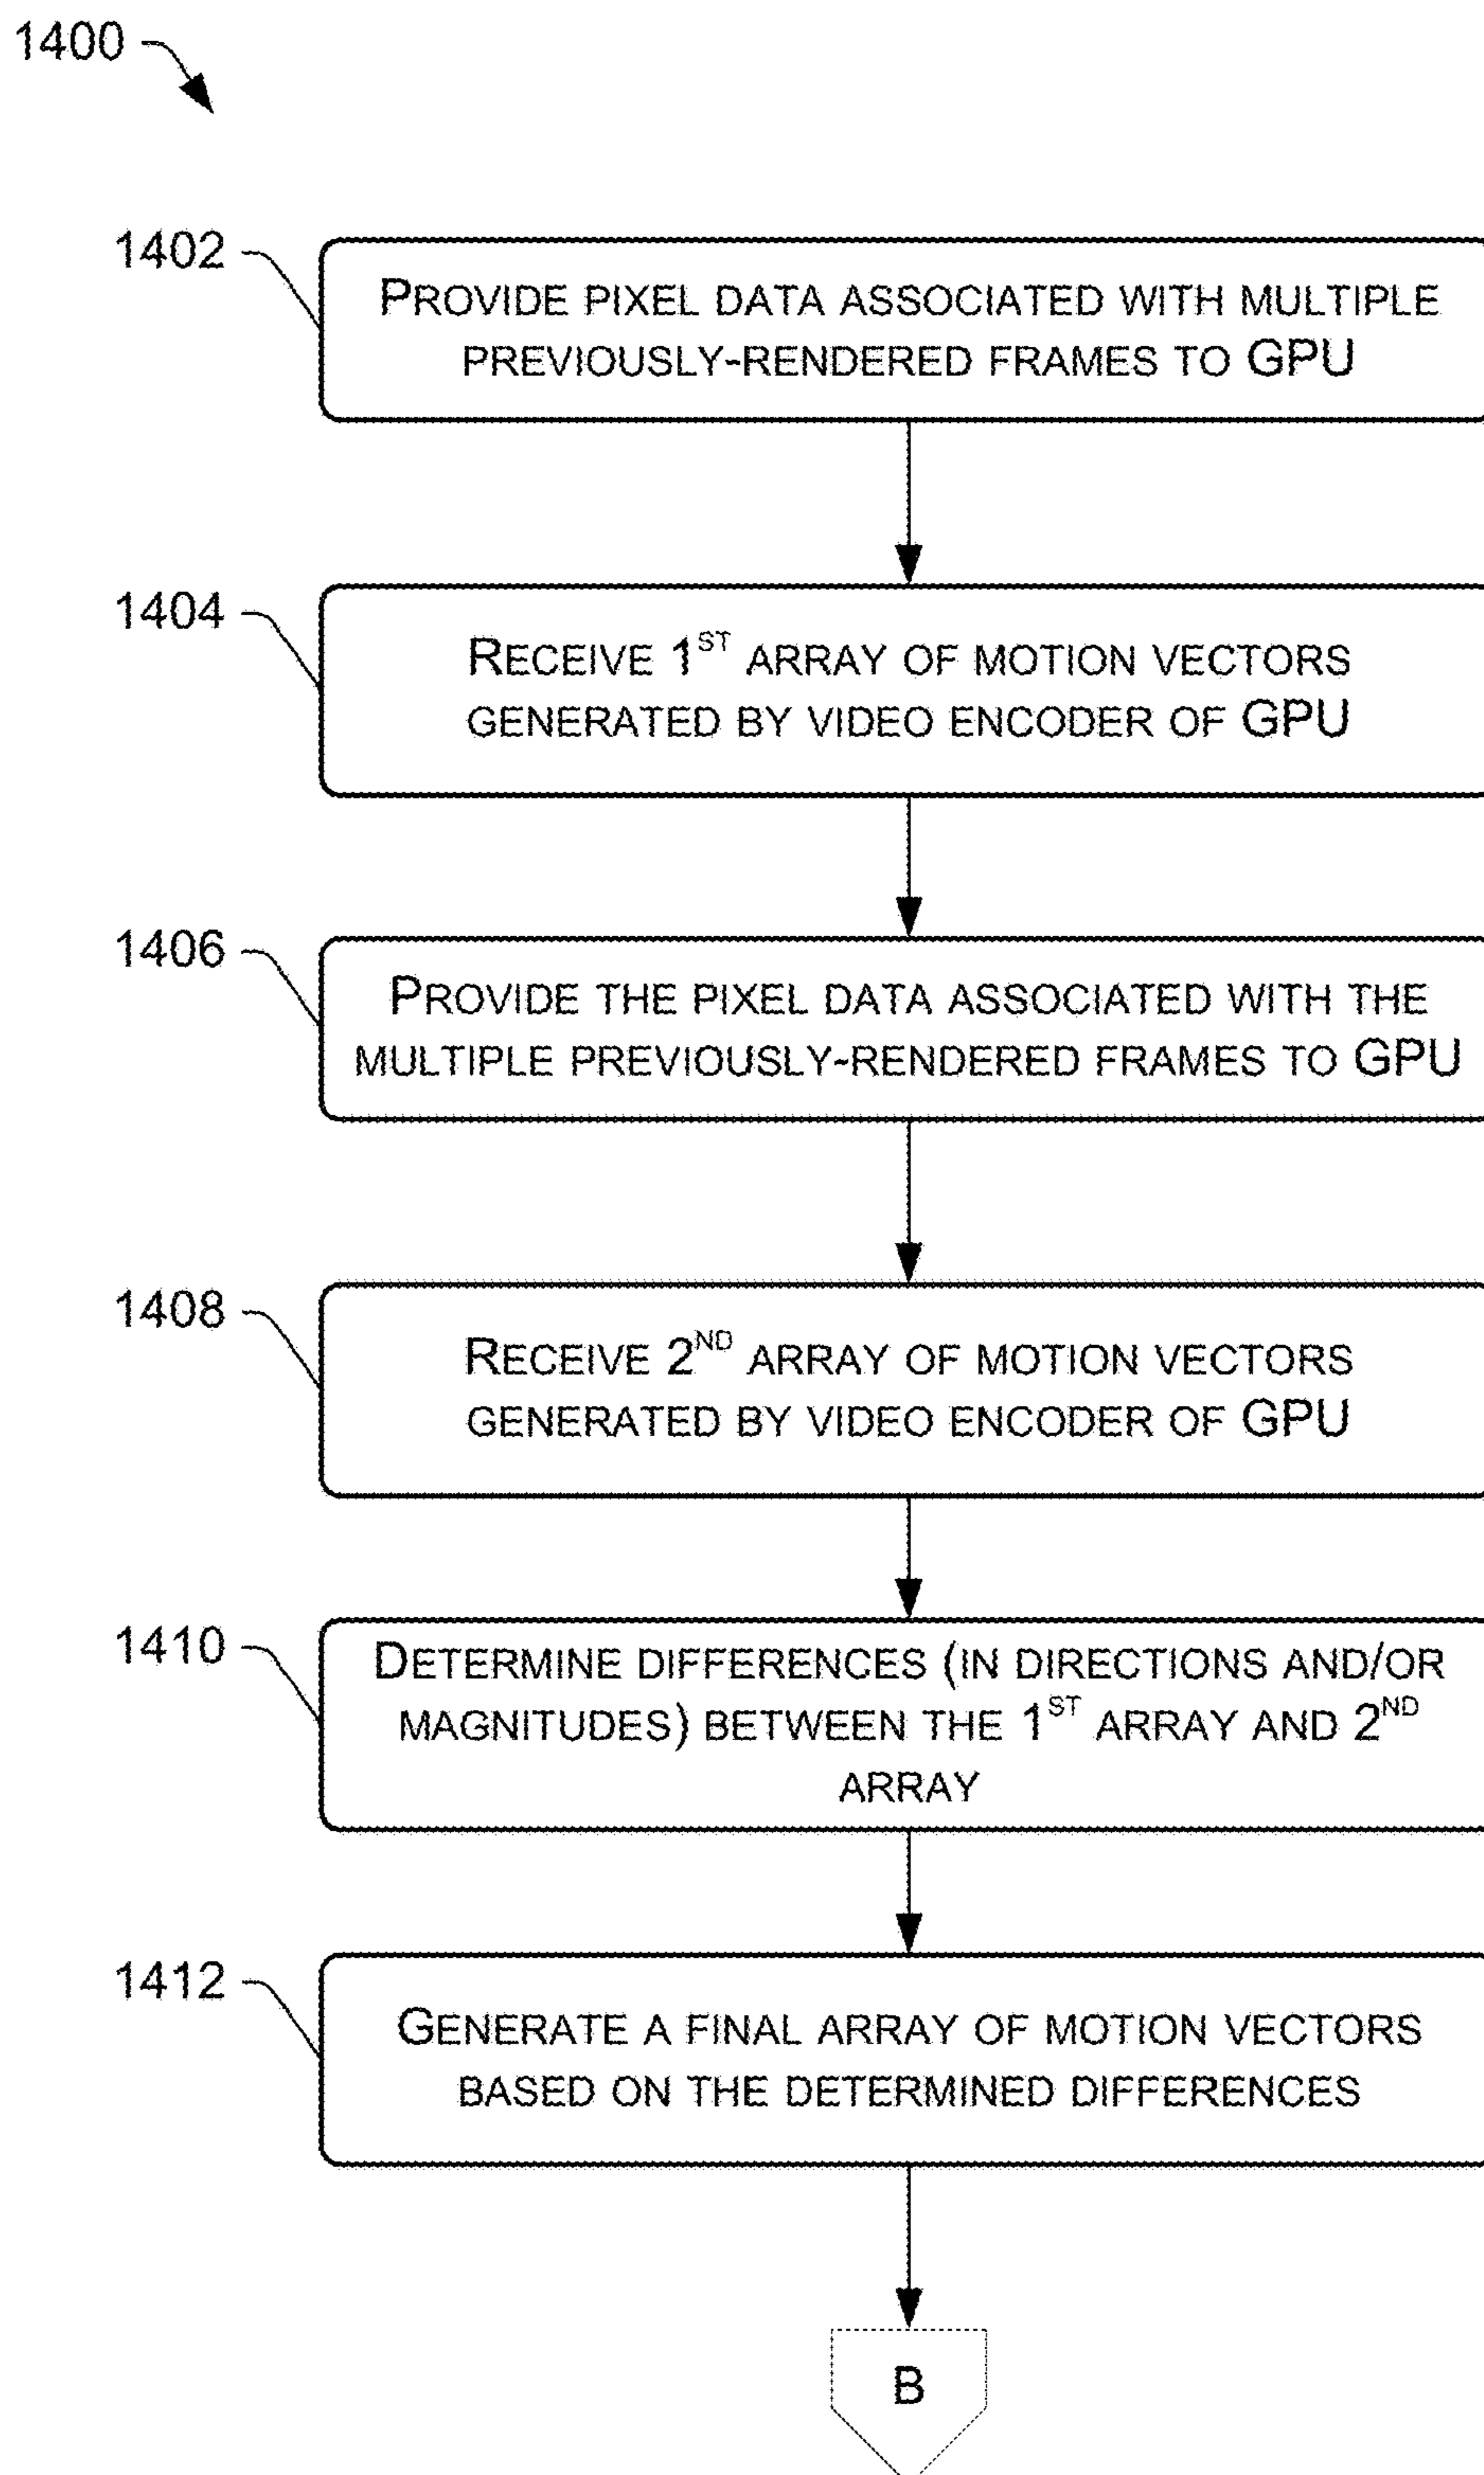 1400
1402
PROVIDE PIXEL DATA ASSOCIATED WITH MULTIPLE
PREVIOUSLY-RENDERED FRAMES TO GPU
1404
RECEIVE 1ST ARRAY OF MOTION VECTORS
GENERATED BY VIDEO ENCODER OF GPU
1406
PROVIDE THE PIXEL DATA ASSOCIATED WITH THE
MULTIPLE PREVIOUSLY-RENDERED FRAMES TO GPU
1408
RECEIVE 2ND ARRAY OF MOTION VECTORS
GENERATED BY VIDEO ENCODER OF GPU
1410
DETERMINE DIFFERENCES (IN DIRECTIONS AND/OR
MAGNITUDES) BETWEEN THE 1ST ARRAY AND 2ND
ARRAY
1412
GENERATE A FINAL ARRAY OF MOTION VECTORS
BASED ON THE DETERMINED DIFFERENCES
B